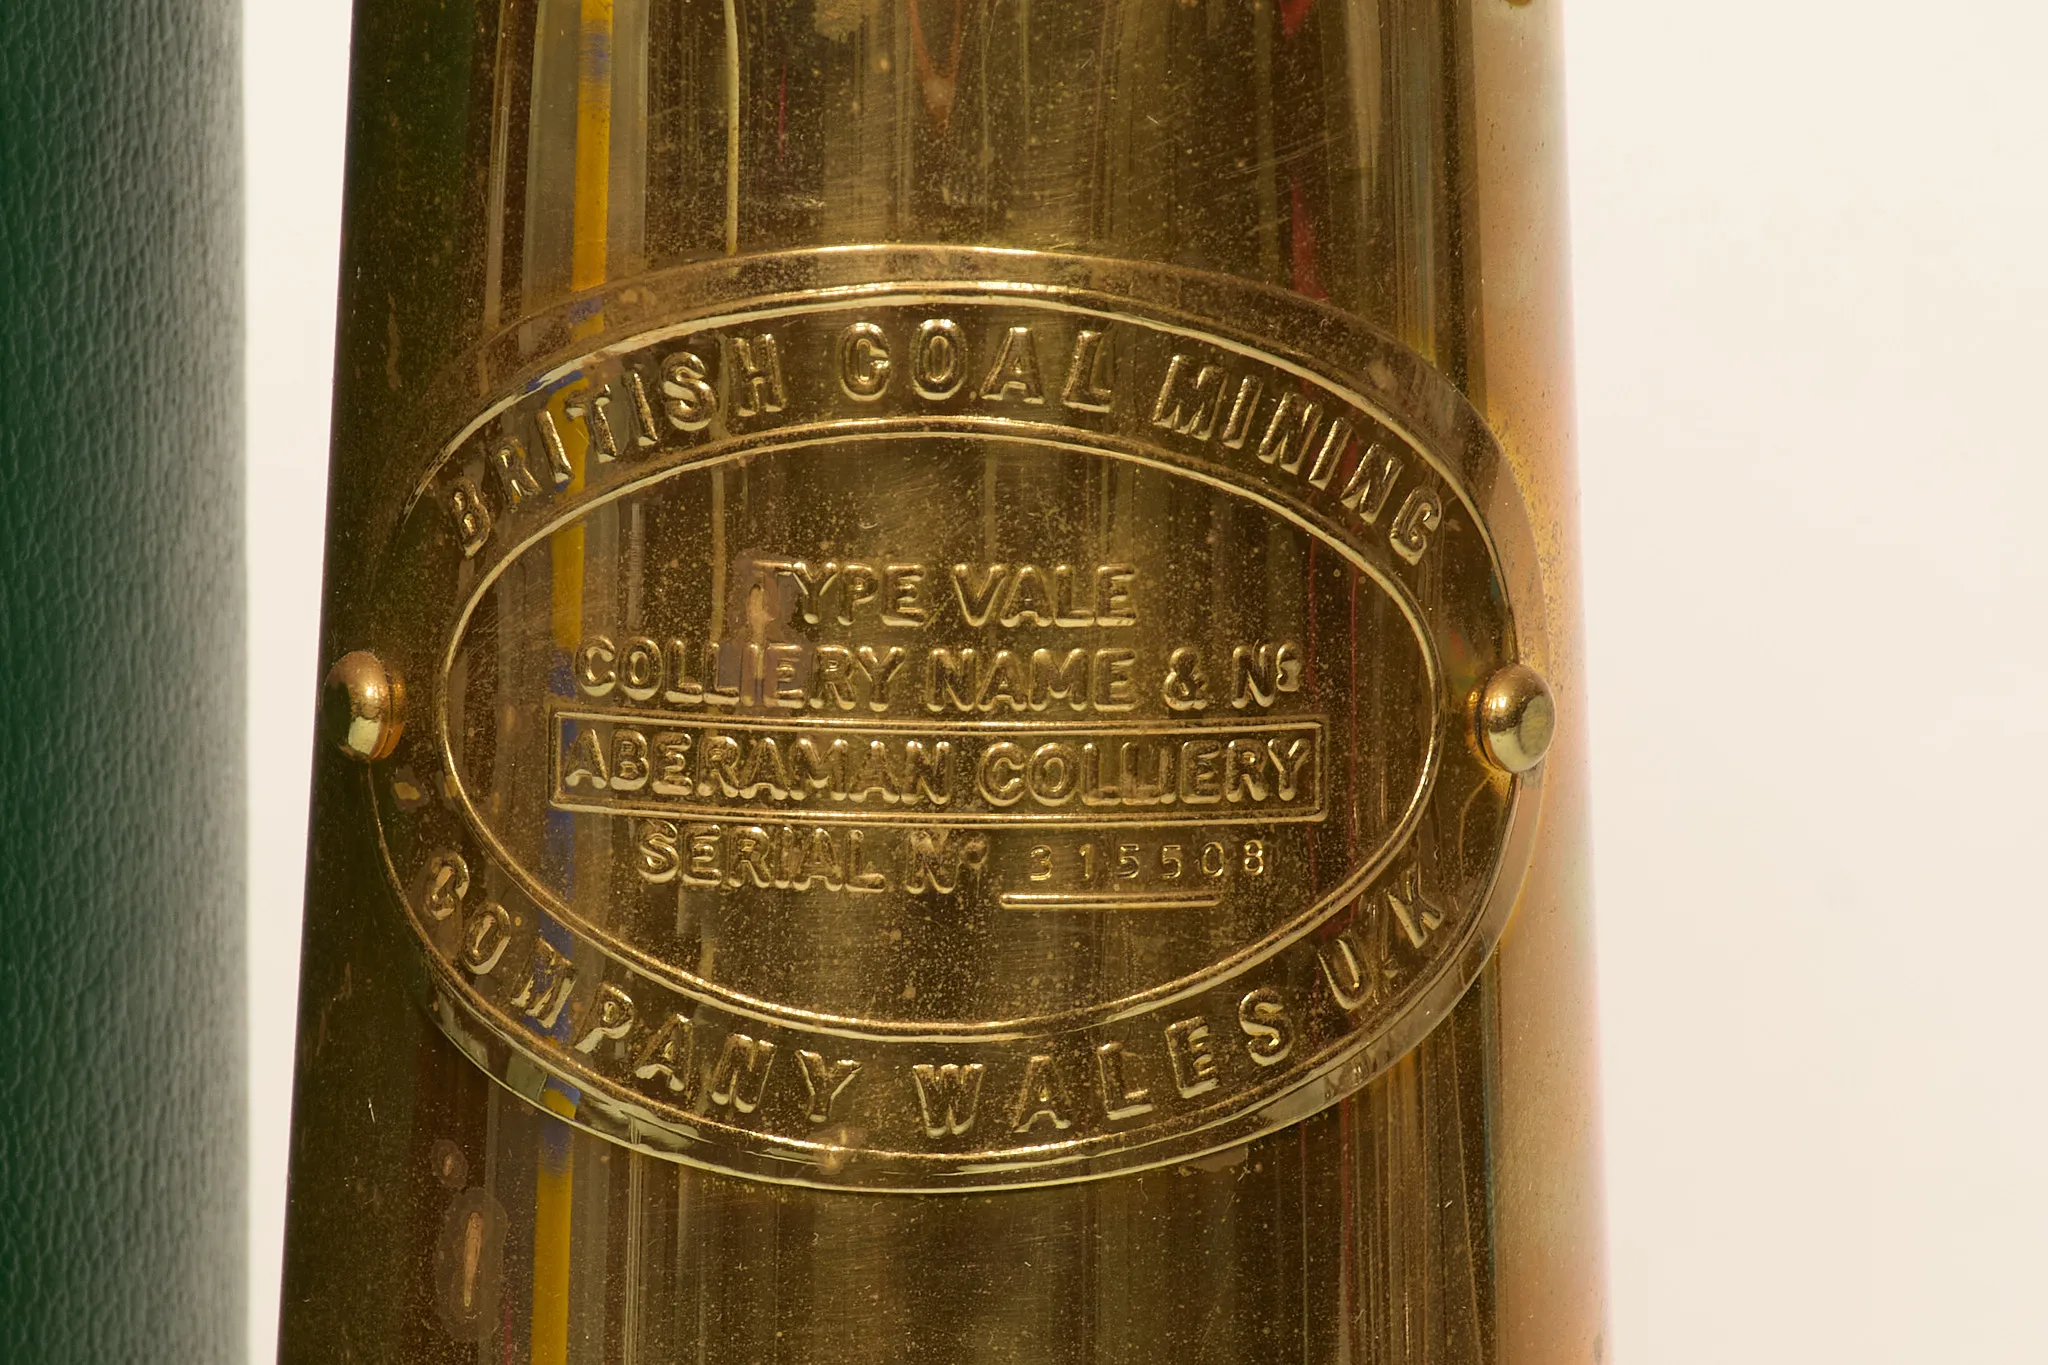 BRITISH COAL MINING
TYPE VALE
COLLIERY NAME & Nº
ABERAMAN COLLIERY
SERIAL Nº 315508
COMPANY WALES U.K